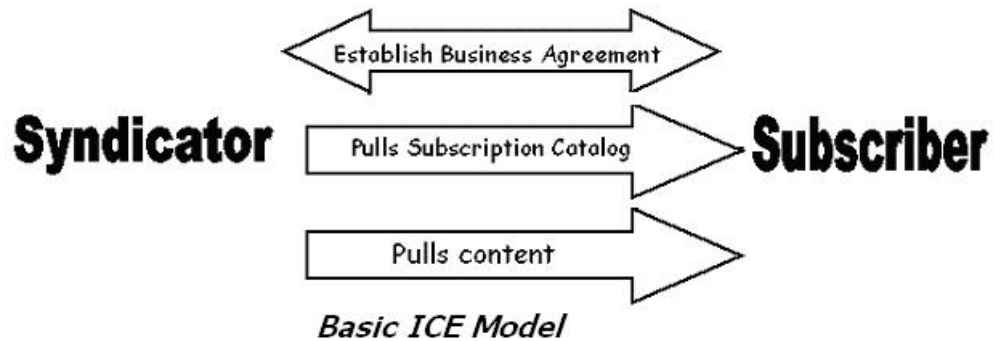 Establish Business Agreement
Syndicator
Pulls Subscription Catalog
Subscriber
Pulls content
Basic ICE Model